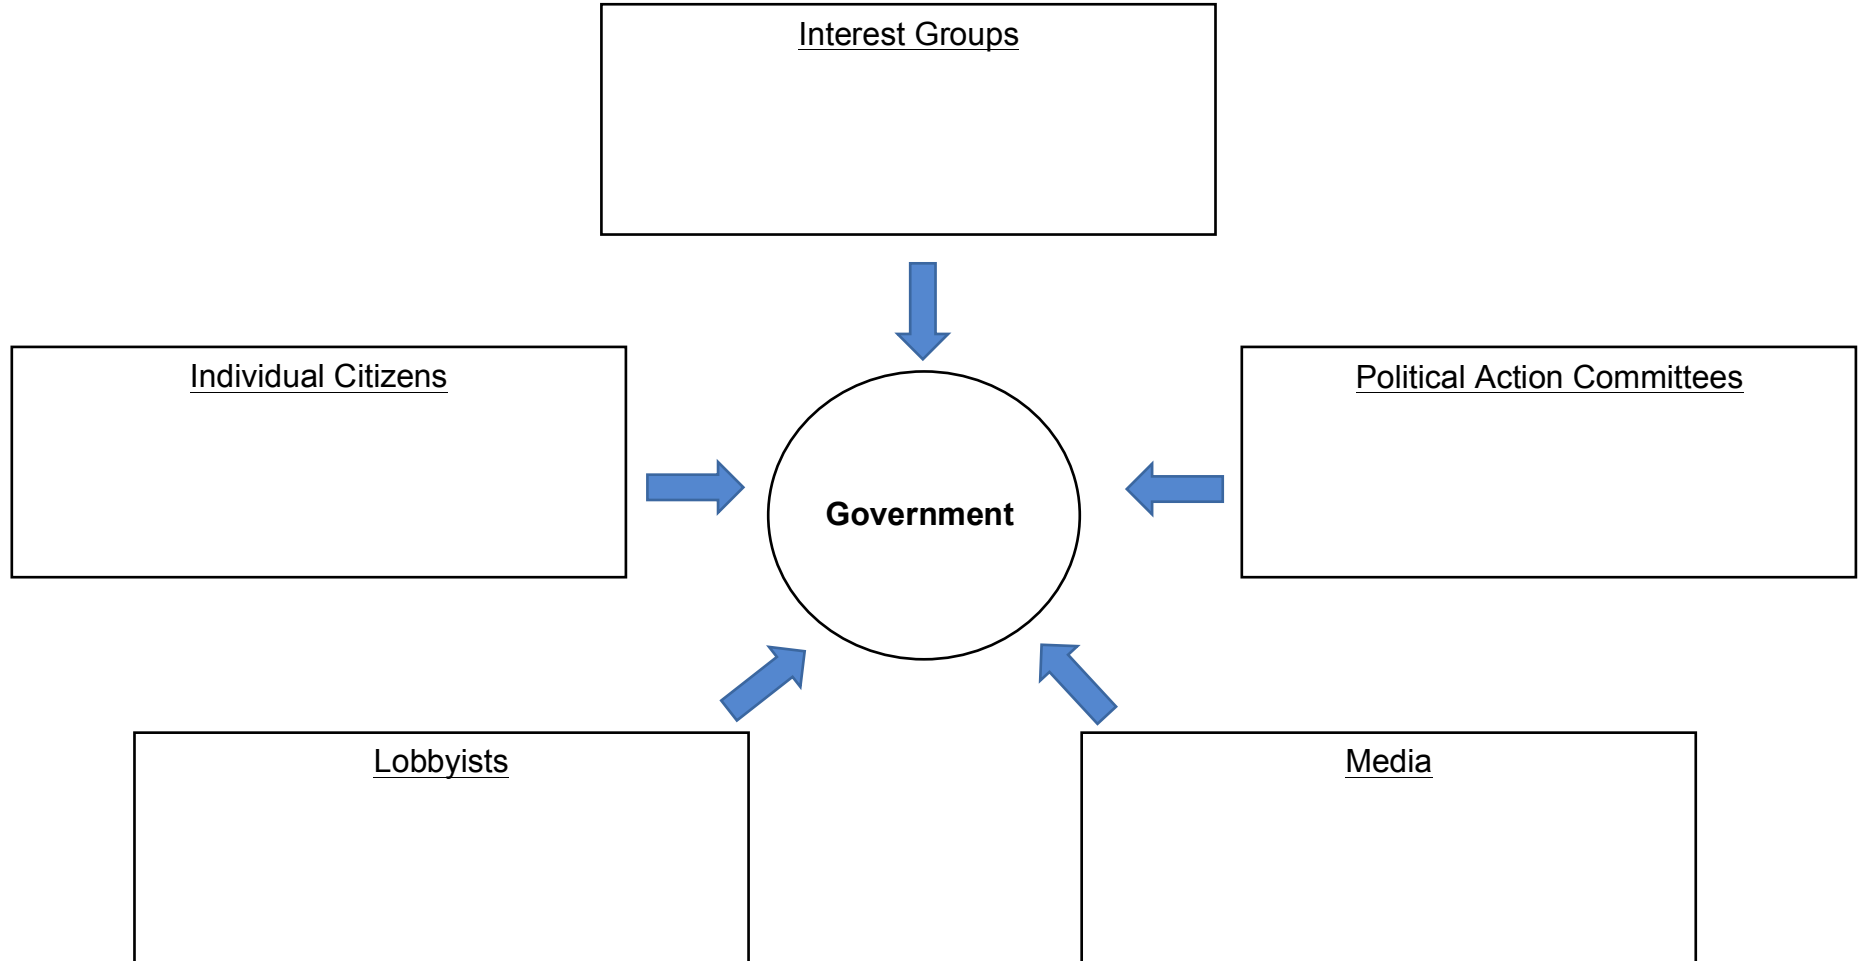 Interest Groups
Individual Citizens
Political Action Committees
Government
Lobbyists
Media